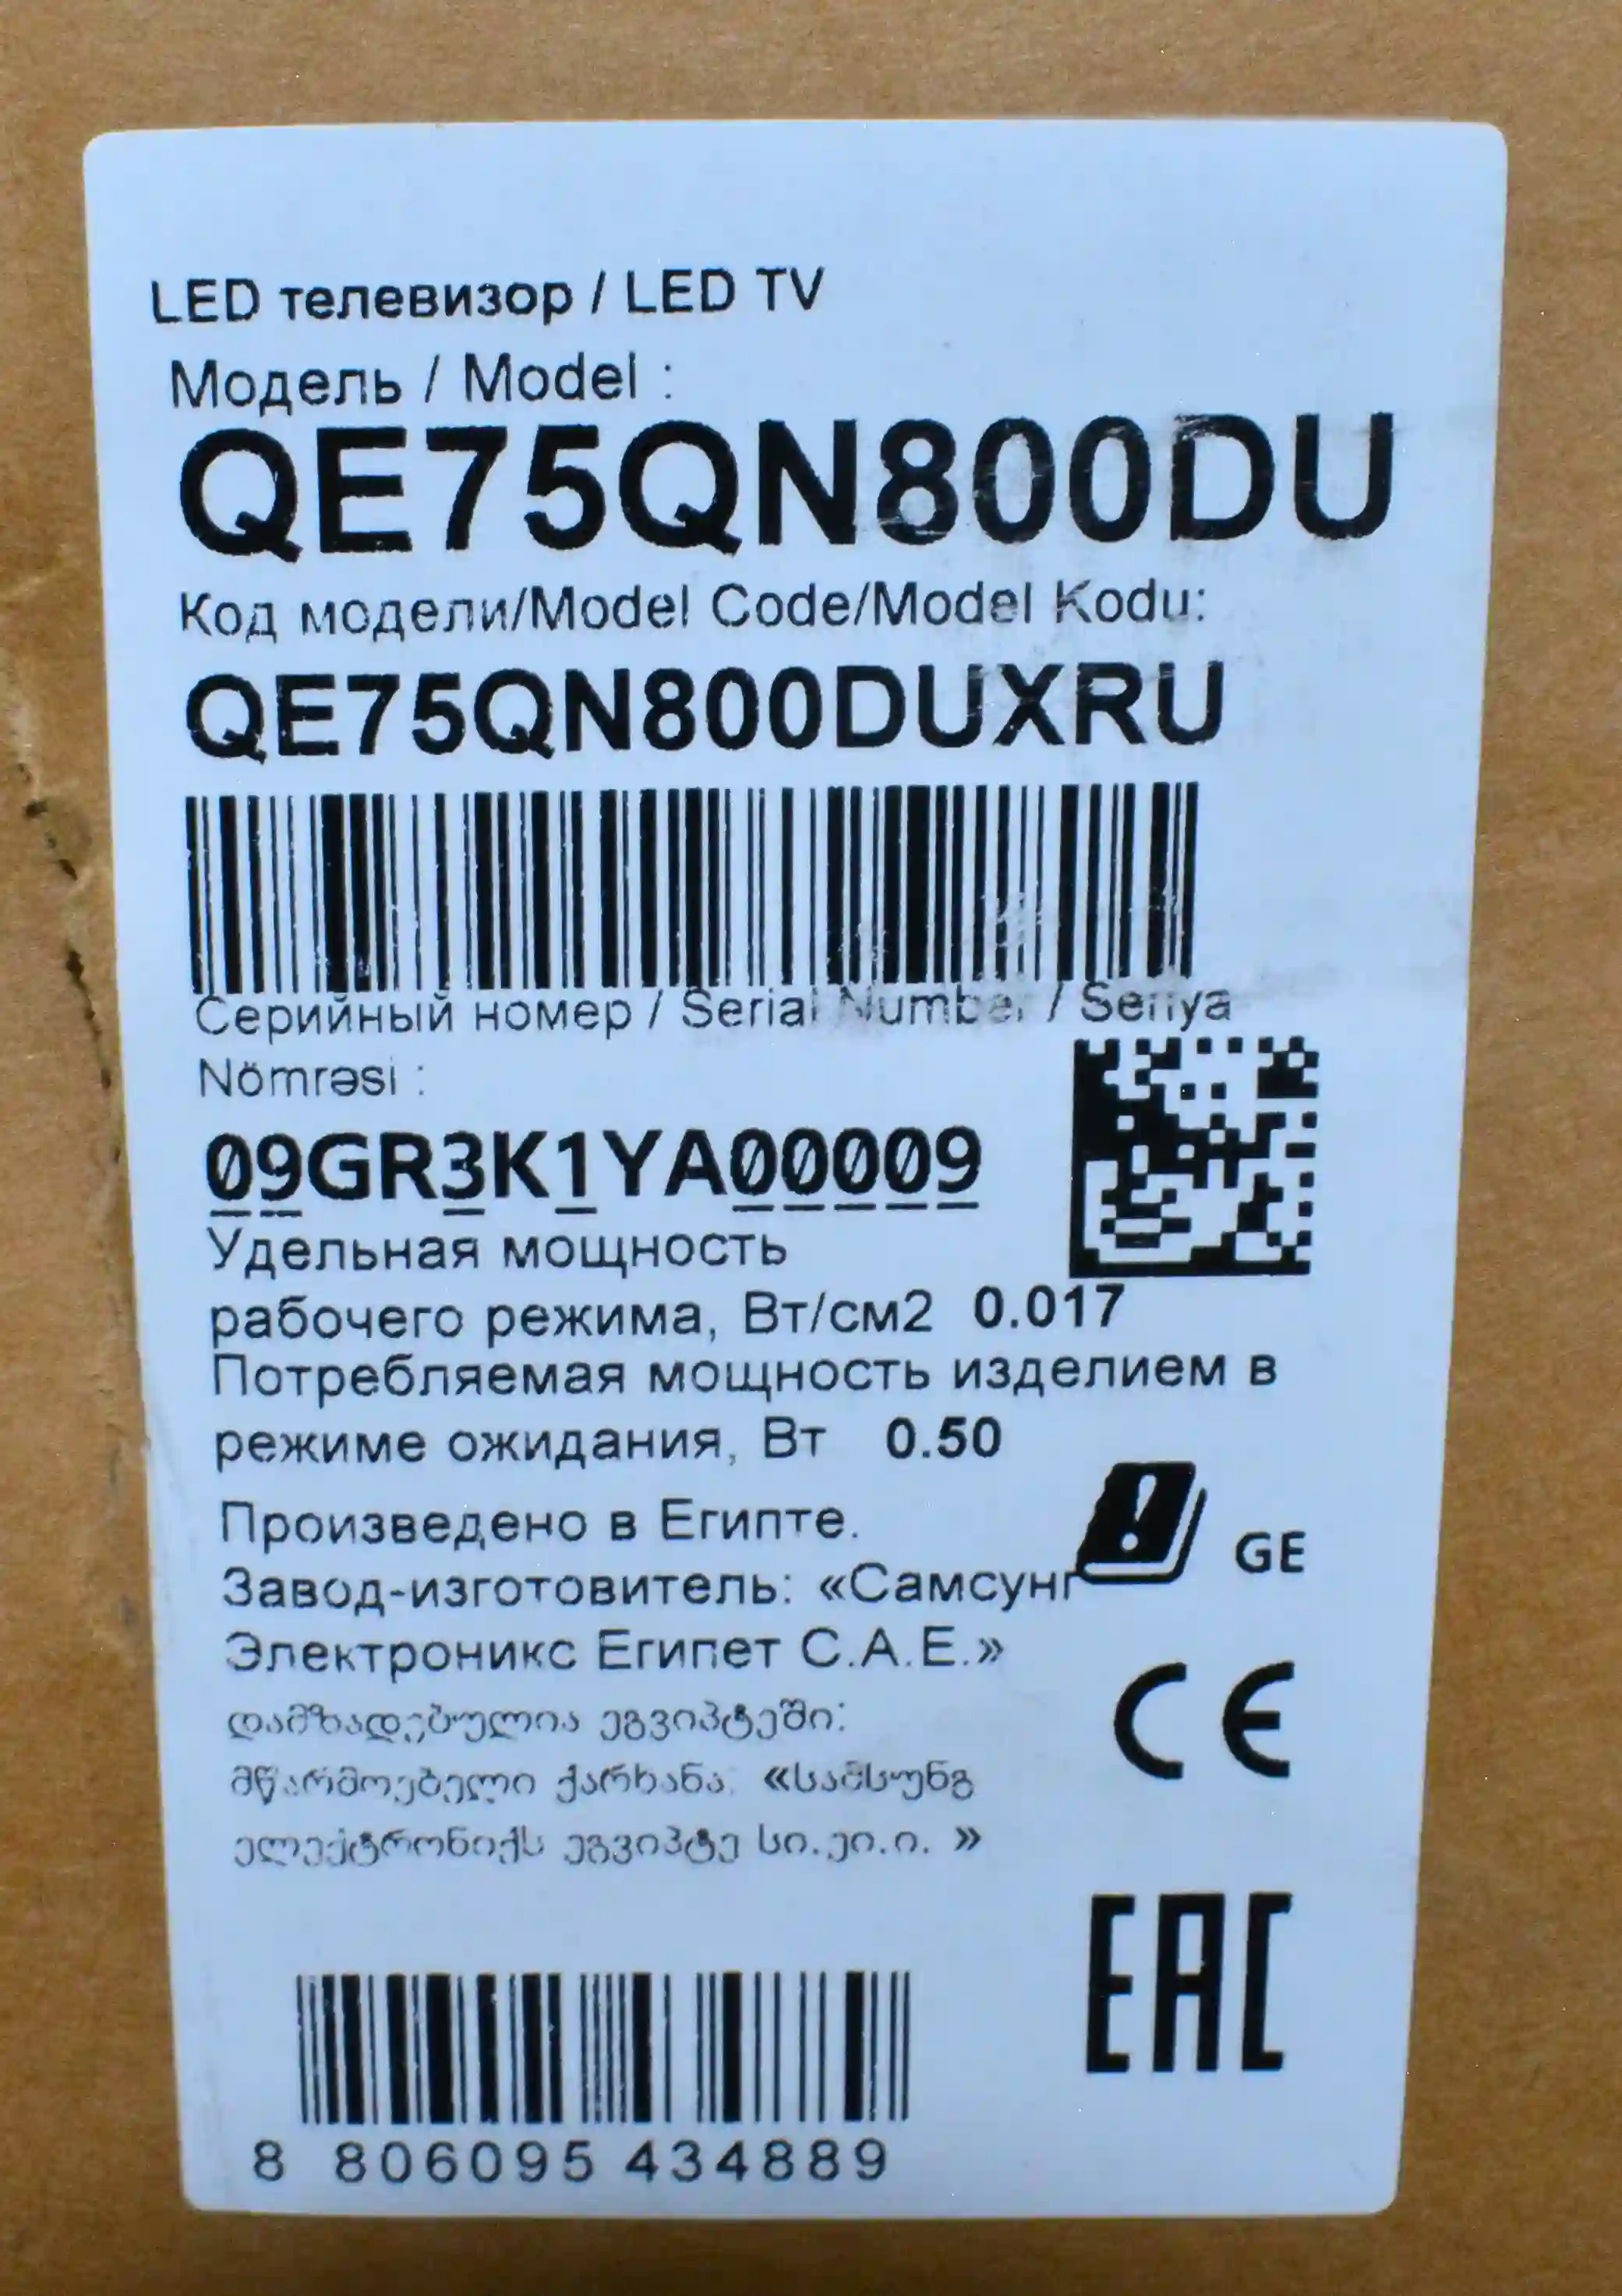 LED телевизор / LED TV
Модель / Model :
QE75QN800DU
Код модели/Model Code/Model Kodu:
QE75QN800DUXRU
Серийный номер / Serial Number / Seriya
Nömrəsi :
09GR3K1YA00009
Удельная мощность
рабочего режима, Вт/см2 0.017
Потребляемая мощность изделием в
режиме ожидания, Вт 0.50
Произведено в Египте.
Завод-изготовитель: «Самсунг
Электроникс Египет С.А.Е.»
GE
დამზადებულია ეგვიპტეში:
მწარმოებელი ქარხანა: «სამსუნგ
ელექტრონიქს ეგვიპტე სი.ეი.ი. »
CE
EAC
8 806095 434889